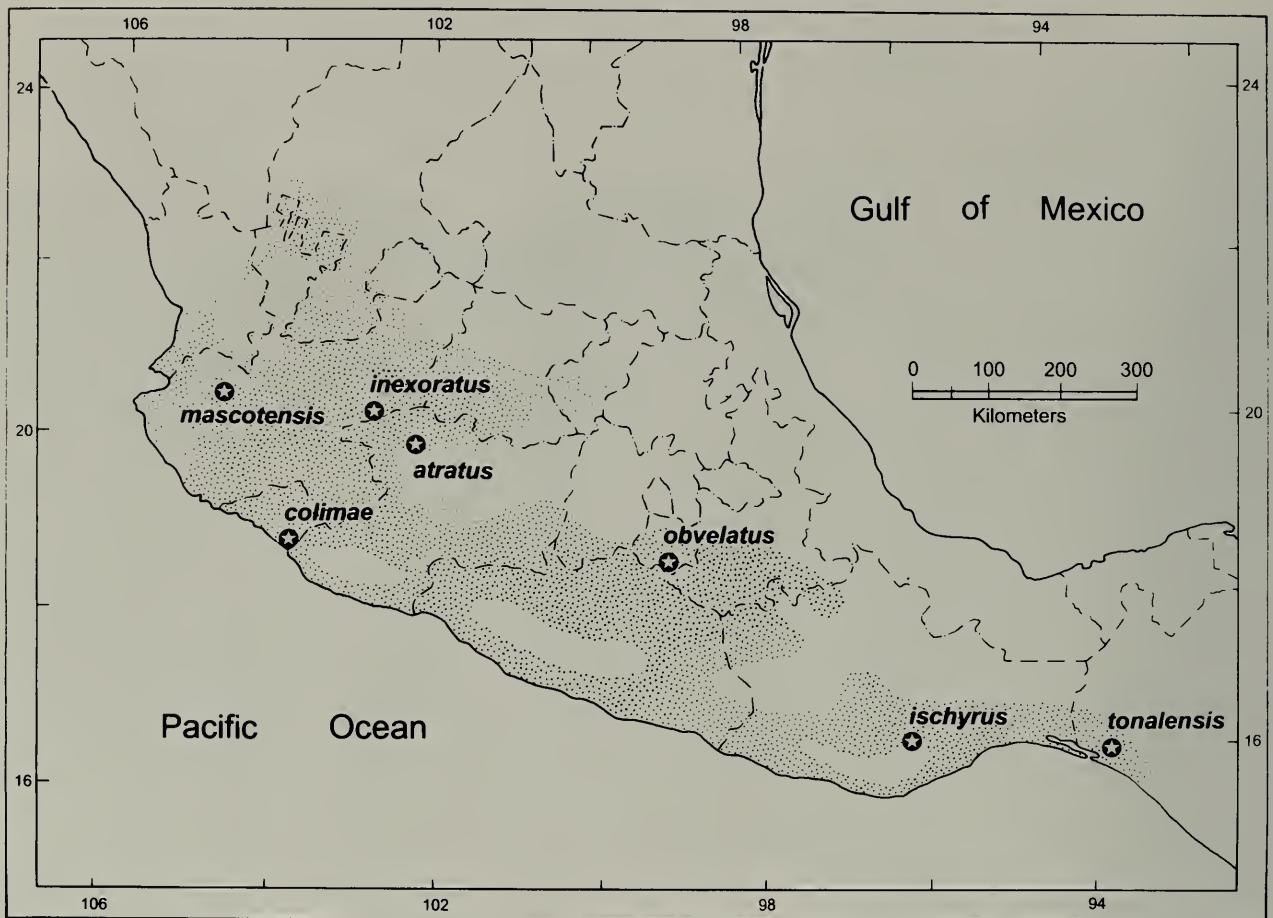 106 102 98 94
24 24
Gulf of Mexico
0 100 200 300
Kilometers
inexoratus
mascotensis
20 20
atratus
colimae
obvelatus
ischyrus
tonalensis
Pacific Ocean
16 16
106 102 98 94